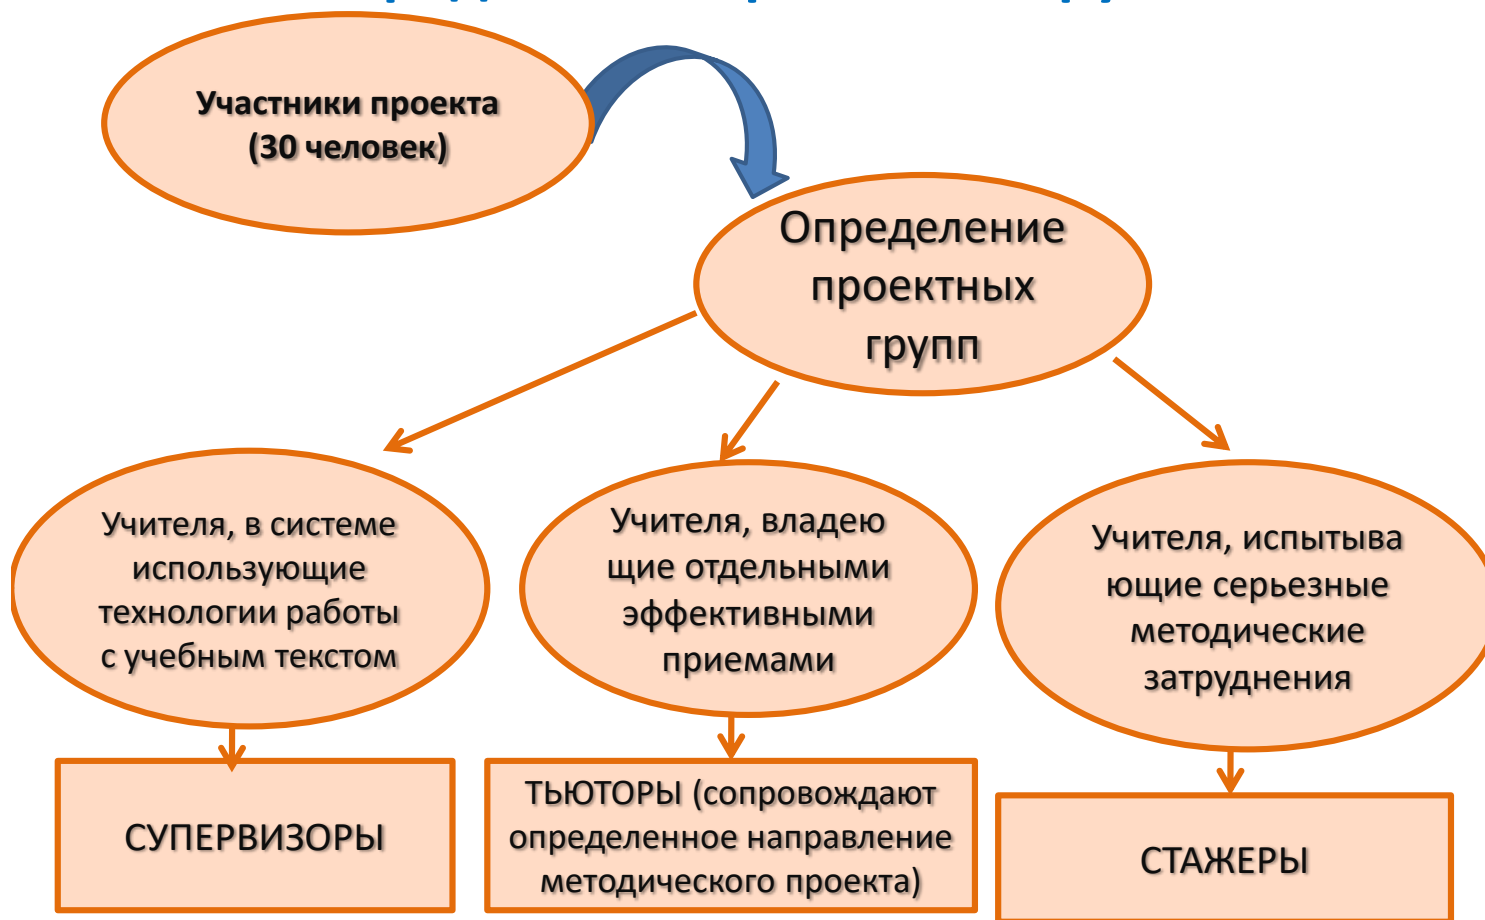 Участники проекта
(30 человек)
Определение
проектных
групп
Учителя, в системе
использующие
технологии работы
с учебным текстом
Учителя, владею
щие отдельными
эффективными
приемами
Учителя, испытыва
ющие серьезные
методические
затруднения
СУПЕРВИЗОРЫ
ТЬЮТОРЫ (сопровождают
определенное направление
методического проекта)
СТАЖЕРЫ